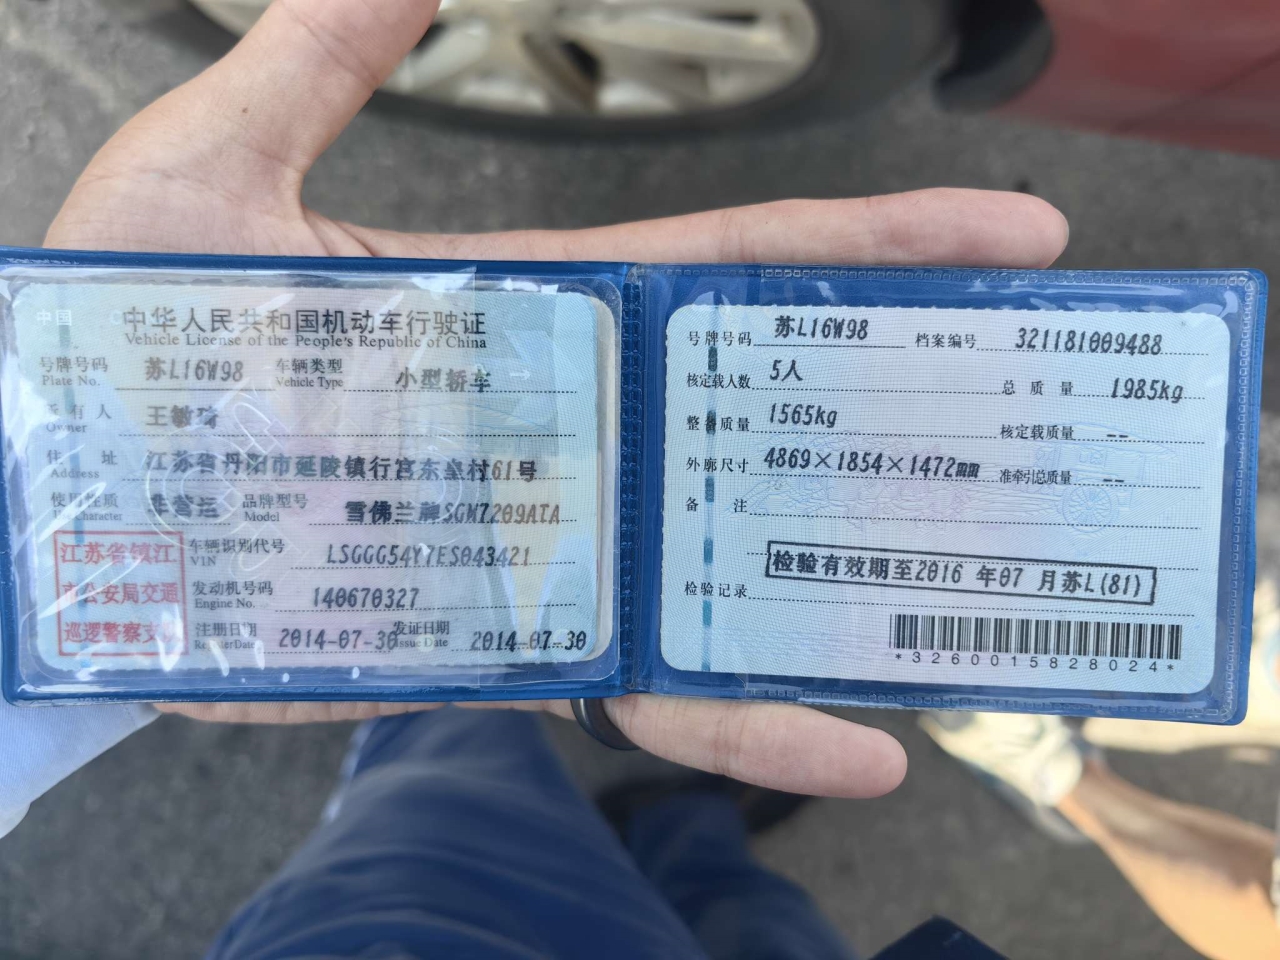 中国
中华人民共和国机动车行驶证
Vehicle License of the People's Republic of China
号牌号码 苏L16W98 车辆类型 小型轿车
Plate No. Vehicle Type
所有人 王敏琦
Owner
住址 江苏省丹阳市延陵镇行宫东皇村61号
Address
使用性质 非营运 品牌型号 雪佛兰牌SGM7209ATA
Character Model
江苏省镇江
市公安局交通
巡逻警察支队
车辆识别代号 LSGGG54Y7ES043421
VIN
发动机号码 140670327
Engine No.
注册日期 2014-07-30 发证日期 2014-07-30
Register Date Issue Date
号牌号码 苏L16W98 档案编号 321181009488
核定载人数 5人 总质量 1985kg
整备质量 1565kg 核定载质量 --
外廓尺寸 4869×1854×1472mm 准牵引总质量 --
备注
检验记录 检验有效期至2016 年07 月苏L(81)
*3260015828024*